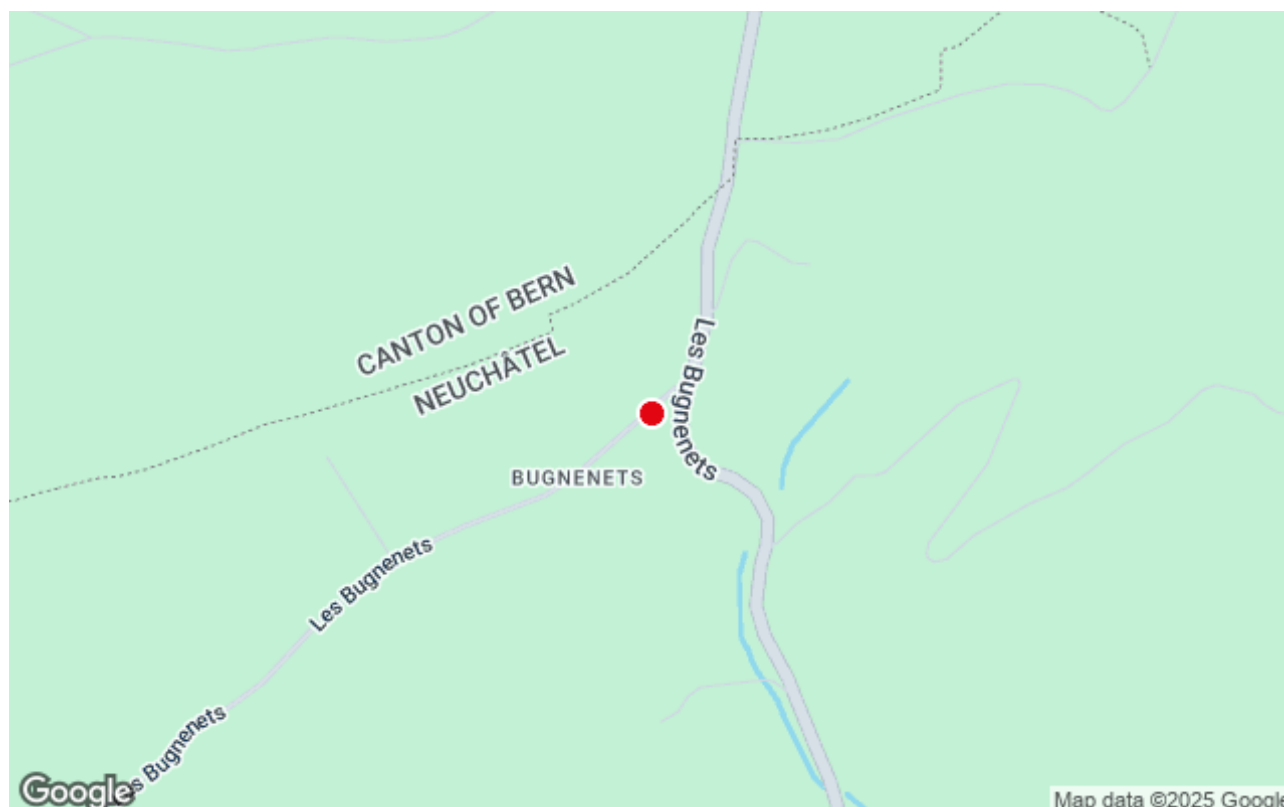 CANTON OF BERN
NEUCHÂTEL
Les Bugnenets
BUGNENETS
Les Bugnenets
Les Bugnenets
Google
Map data ©2025 Google